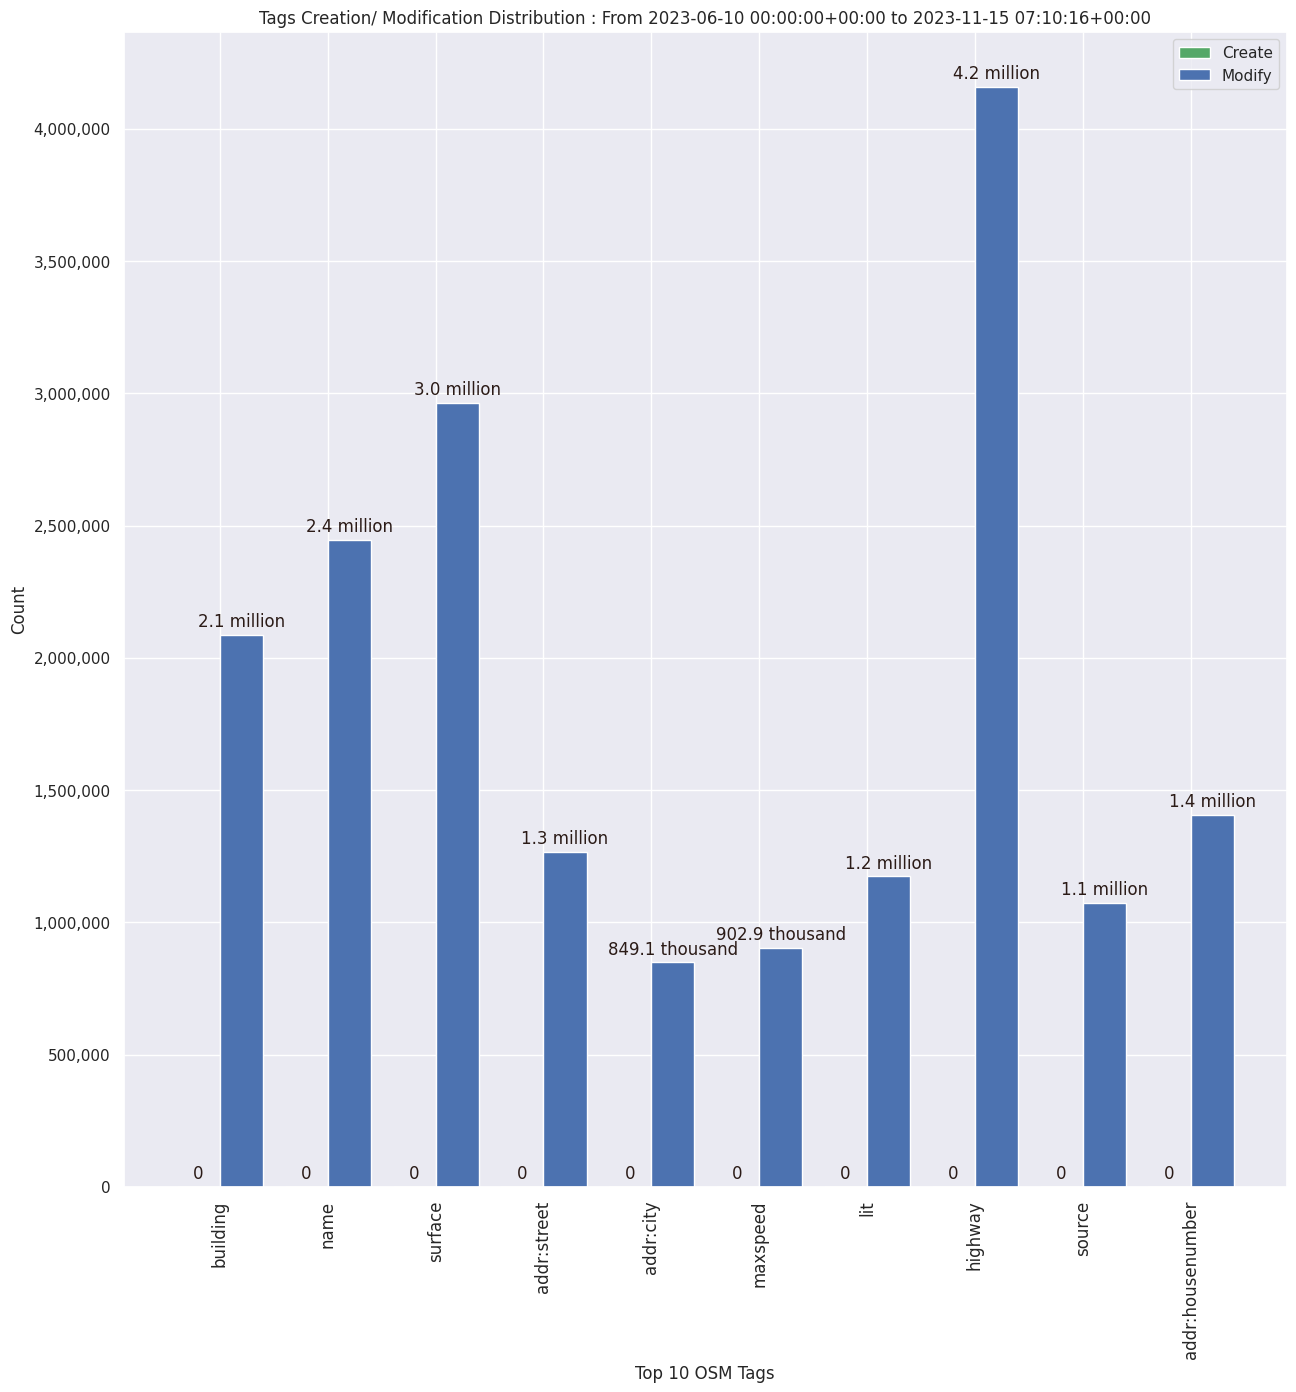 Tags Creation/ Modification Distribution : From 2023-06-10 00:00:00+00:00 to 2023-11-15 07:10:16+00:00
Create
Modify
4.2 million
4,000,000
3,500,000
3,000,000
3.0 million
2,500,000
2.4 million
2.1 million
2,000,000
1,500,000
1.4 million
1.3 million
1.2 million
1.1 million
1,000,000
902.9 thousand
849.1 thousand
500,000
0
0 0 0 0 0 0 0 0 0 0
Count
building
name
surface
addr:street
addr:city
maxspeed
lit
highway
source
addr:housenumber
Top 10 OSM Tags